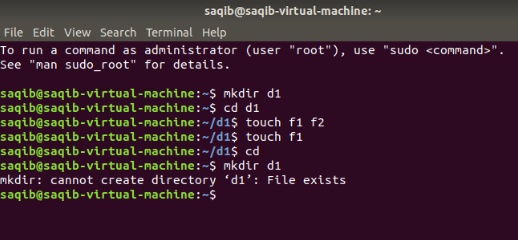 saqib@saqib-virtual-machine: ~
File Edit View Search Terminal Help
To run a command as administrator (user "root"), use "sudo <command>".
See "man sudo_root" for details.
saqib@saqib-virtual-machine:~$ mkdir d1
saqib@saqib-virtual-machine:~$ cd d1
saqib@saqib-virtual-machine:~/d1$ touch f1 f2
saqib@saqib-virtual-machine:~/d1$ touch f1
saqib@saqib-virtual-machine:~/d1$ cd
saqib@saqib-virtual-machine:~$ mkdir d1
mkdir: cannot create directory ‘d1’: File exists
saqib@saqib-virtual-machine:~$